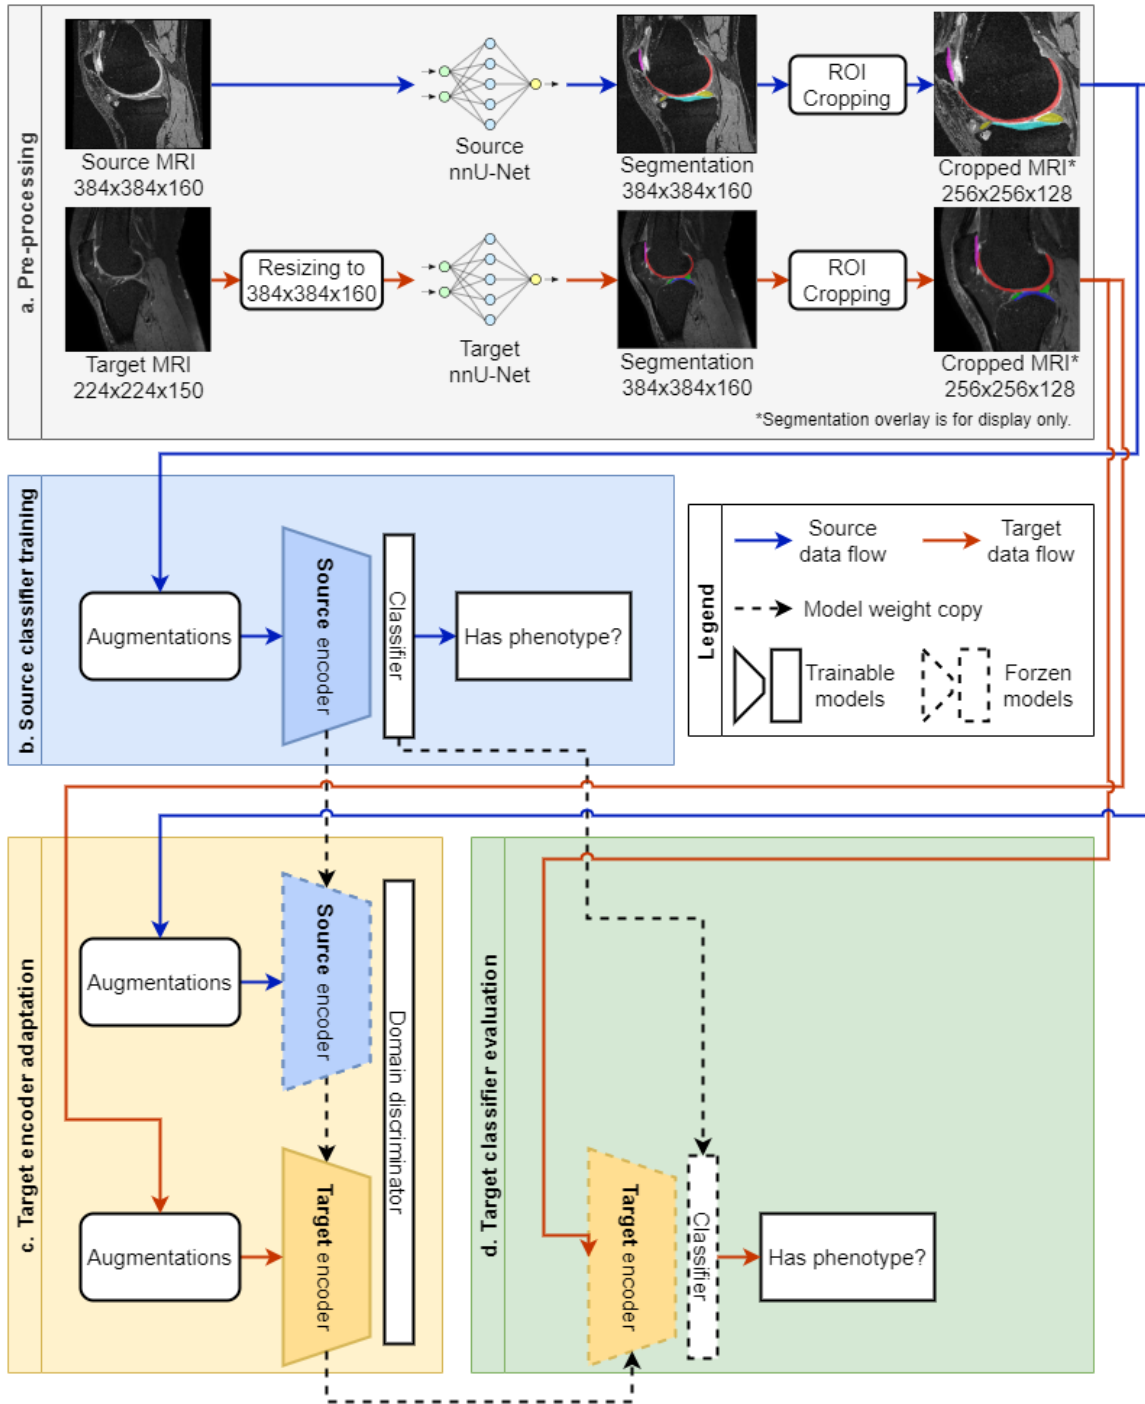 a. Pre-processing
Source MRI
384x384x160
Source
nnU-Net
Segmentation
384x384x160
ROI
Cropping
Cropped MRI*
256x256x128
Target MRI
224x224x150
Resizing to
384x384x160
Target
nnU-Net
Segmentation
384x384x160
ROI
Cropping
Cropped MRI*
256x256x128
*Segmentation overlay is for display only.
b. Source classifier training
Augmentations
Source encoder
Classifier
Has phenotype?
Legend
Source
data flow
Target
data flow
Model weight copy
Trainable
models
Forzen
models
c. Target encoder adaptation
Augmentations
Source encoder
Domain discriminator
Augmentations
Target encoder
d. Target classifier evaluation
Target encoder
Classifier
Has phenotype?